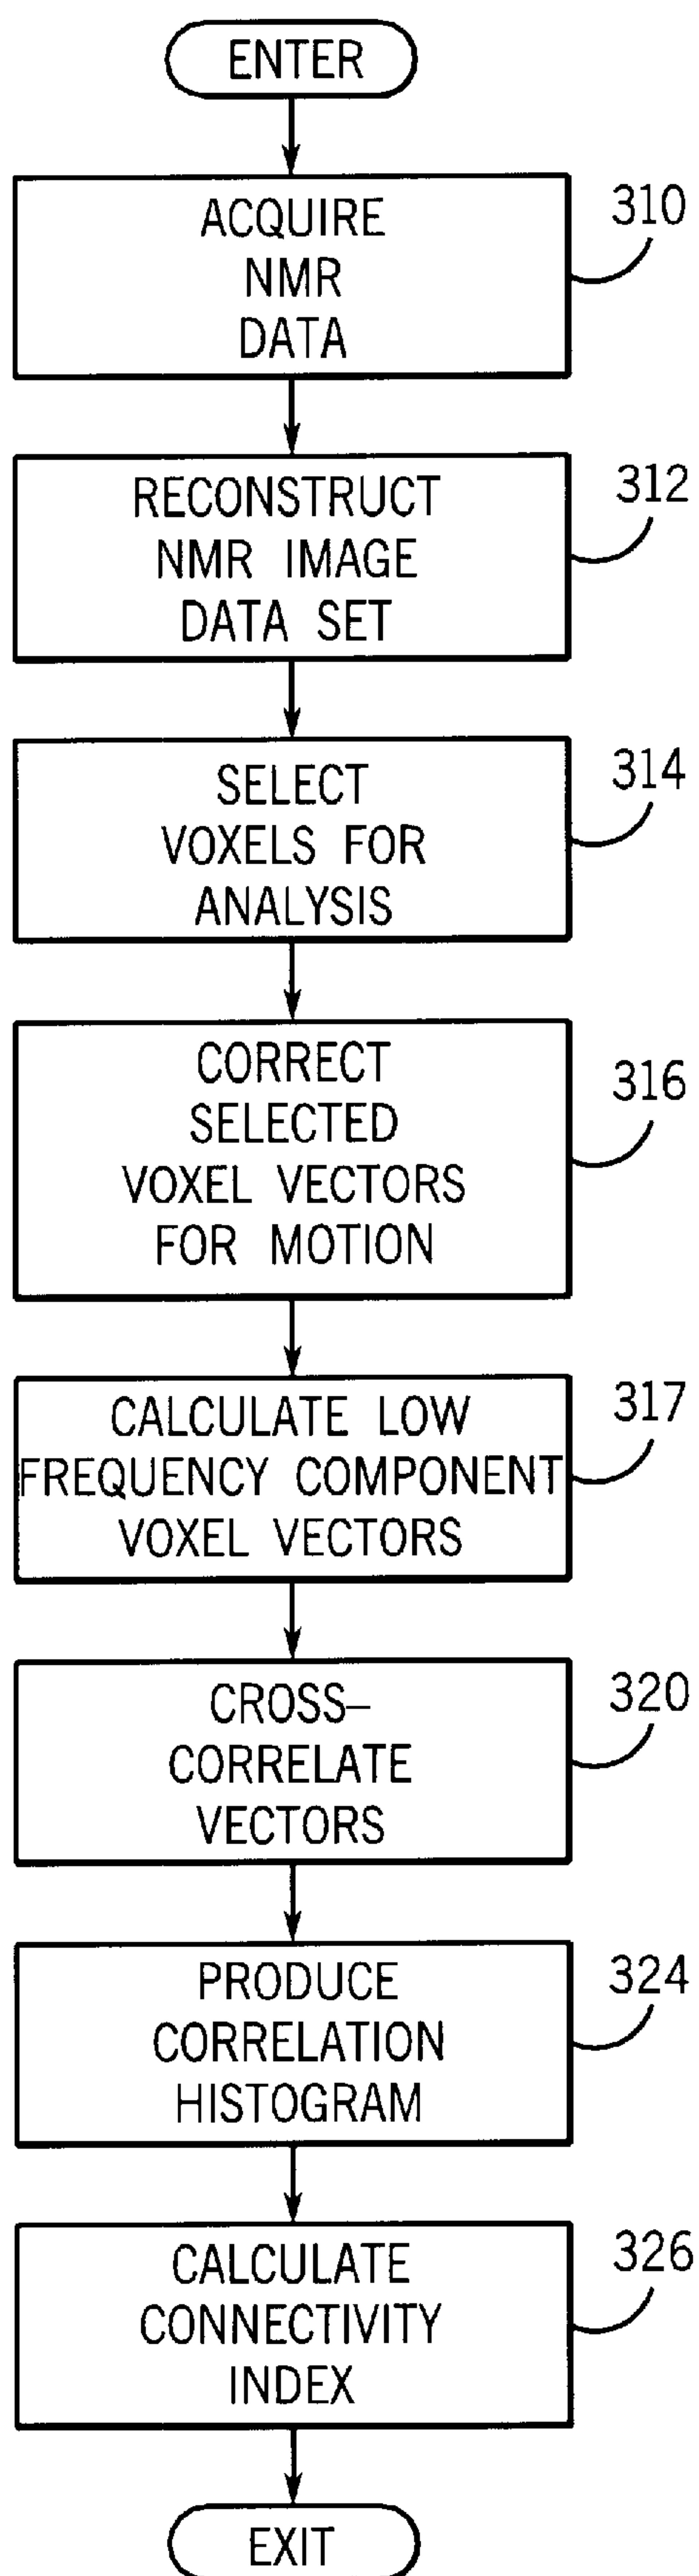 ENTER
ACQUIRE
NMR
DATA
310
RECONSTRUCT
NMR IMAGE
DATA SET
312
SELECT
VOXELS FOR
ANALYSIS
314
CORRECT
SELECTED
VOXEL VECTORS
FOR MOTION
316
CALCULATE LOW
FREQUENCY COMPONENT
VOXEL VECTORS
317
CROSS–
CORRELATE
VECTORS
320
PRODUCE
CORRELATION
HISTOGRAM
324
CALCULATE
CONNECTIVITY
INDEX
326
EXIT